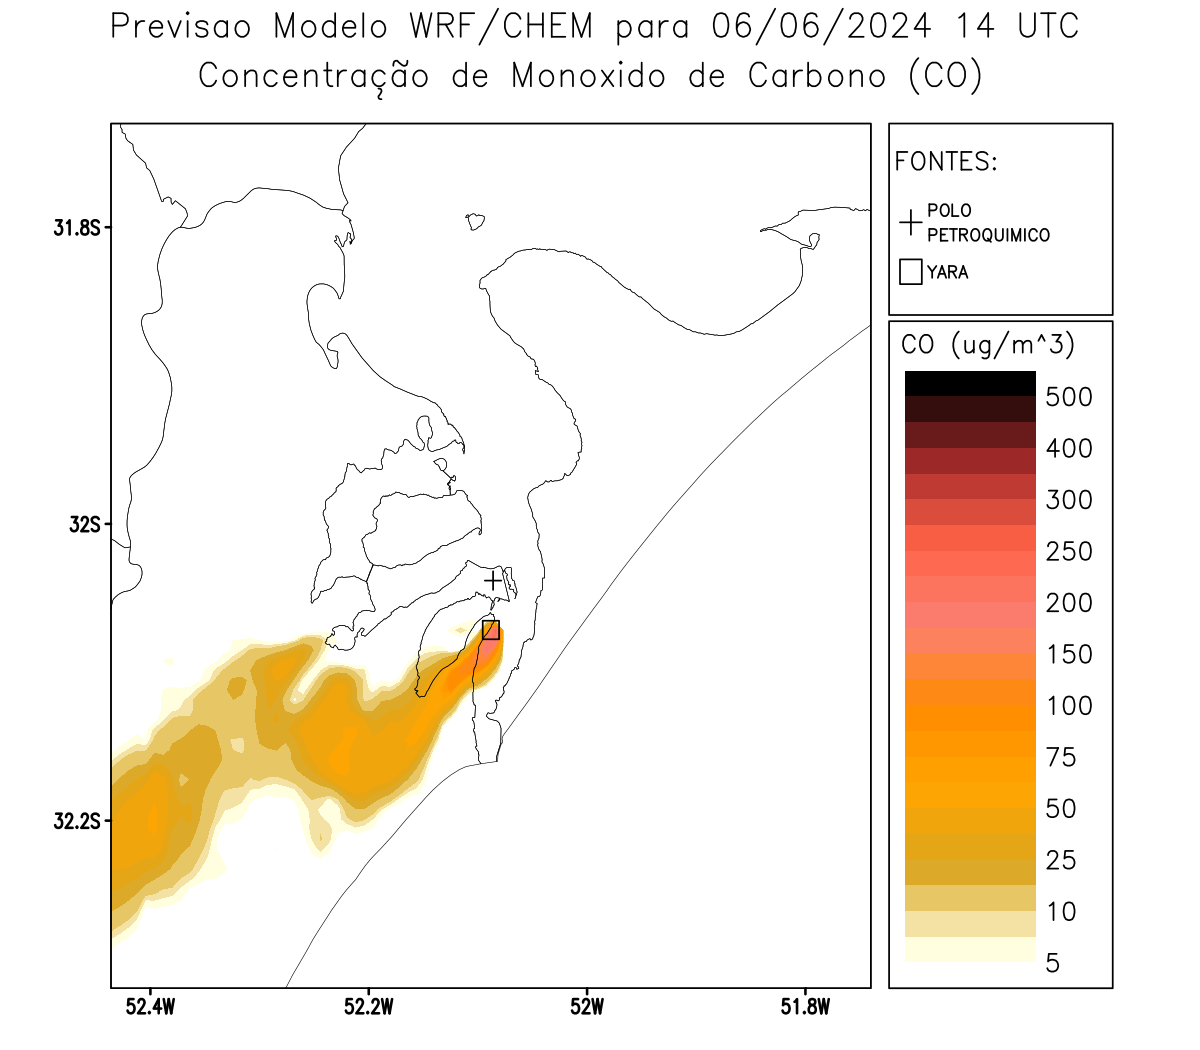 Previsao Modelo WRF/CHEM para 06/06/2024 14 UTC
Concentração de Monoxido de Carbono (CO)
FONTES:
POLO
PETROQUIMICO
YARA
CO (ug/m^3)
500
400
300
250
200
150
100
75
50
25
10
5
31.8S
32S
32.2S
52.4W
52.2W
52W
51.8W